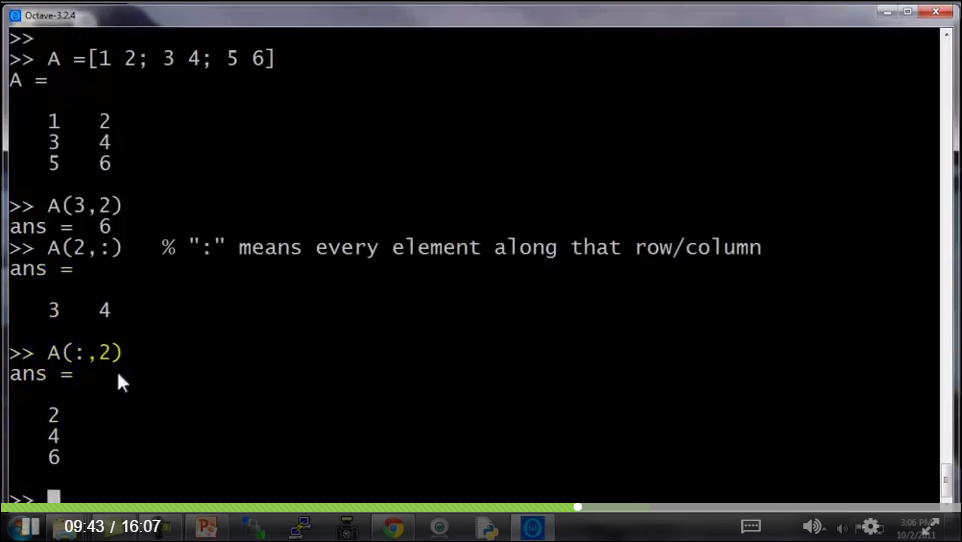 Octave-3.2.4
>>
>> A =[1 2; 3 4; 5 6]
A =
1 2
3 4
5 6
>> A(3,2)
ans = 6
>> A(2,:) % ":" means every element along that row/column
ans =
3 4
>> A(:,2)
ans =
2
4
6
>>
09:43 / 16:07
3:06 PM
10/2/2011